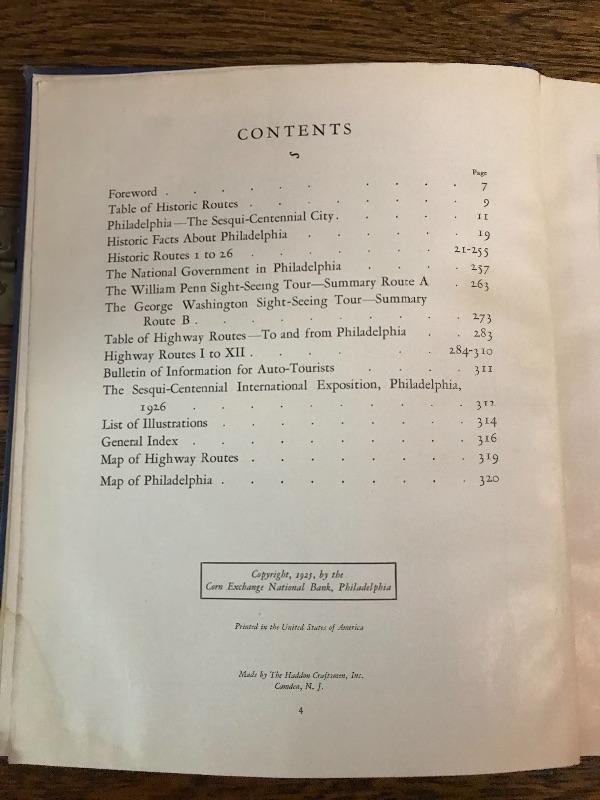 CONTENTS
Page
Foreword . . . . . . . . . 7
Table of Historic Routes . . . . . . 9
Philadelphia—The Sesqui-Centennial City . . . . . 11
Historic Facts About Philadelphia . . . . . 19
Historic Routes 1 to 26 . . . . . . 21-255
The National Government in Philadelphia . . . . 257
The William Penn Sight-Seeing Tour—Summary Route A . 263
The George Washington Sight-Seeing Tour—Summary
Route B . . . . . . . . 273
Table of Highway Routes—To and from Philadelphia . . 283
Highway Routes I to XII . . . . . 284-310
Bulletin of Information for Auto-Tourists . . . . 311
The Sesqui-Centennial International Exposition, Philadelphia,
1926 . . . . . . . . 312
List of Illustrations . . . . . . . . 314
General Index . . . . . . . . . 316
Map of Highway Routes . . . . . . . 319
Map of Philadelphia . . . . . . . . 320
Copyright, 1925, by the
Corn Exchange National Bank, Philadelphia
Printed in the United States of America
Made by The Haddon Craftsmen, Inc.
Camden, N. J.
4